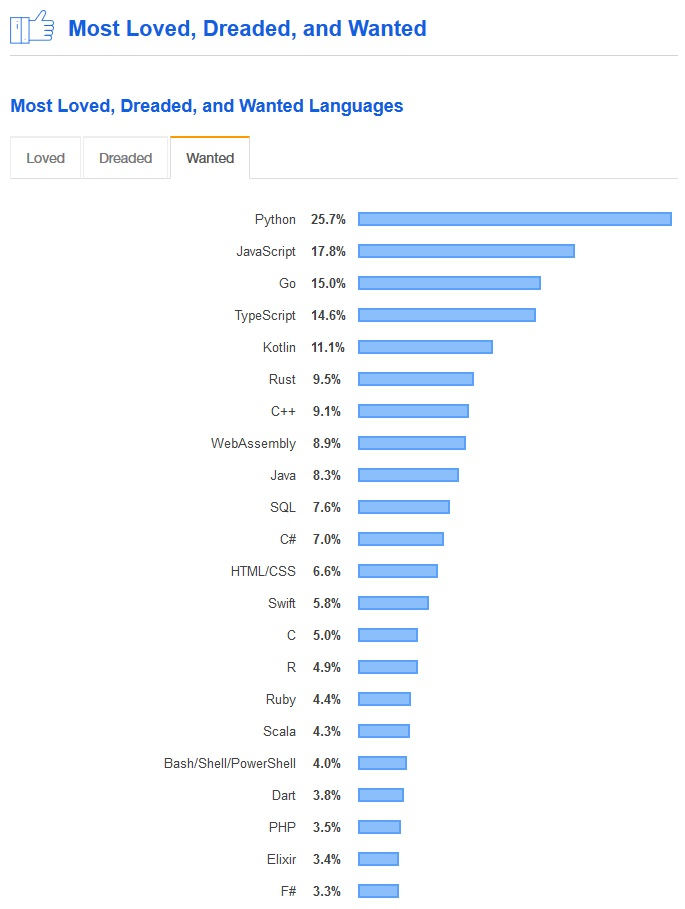 Most Loved, Dreaded, and Wanted
Most Loved, Dreaded, and Wanted Languages
Loved Dreaded Wanted
Python 25.7%
JavaScript 17.8%
Go 15.0%
TypeScript 14.6%
Kotlin 11.1%
Rust 9.5%
C++ 9.1%
WebAssembly 8.9%
Java 8.3%
SQL 7.6%
C# 7.0%
HTML/CSS 6.6%
Swift 5.8%
C 5.0%
R 4.9%
Ruby 4.4%
Scala 4.3%
Bash/Shell/PowerShell 4.0%
Dart 3.8%
PHP 3.5%
Elixir 3.4%
F# 3.3%